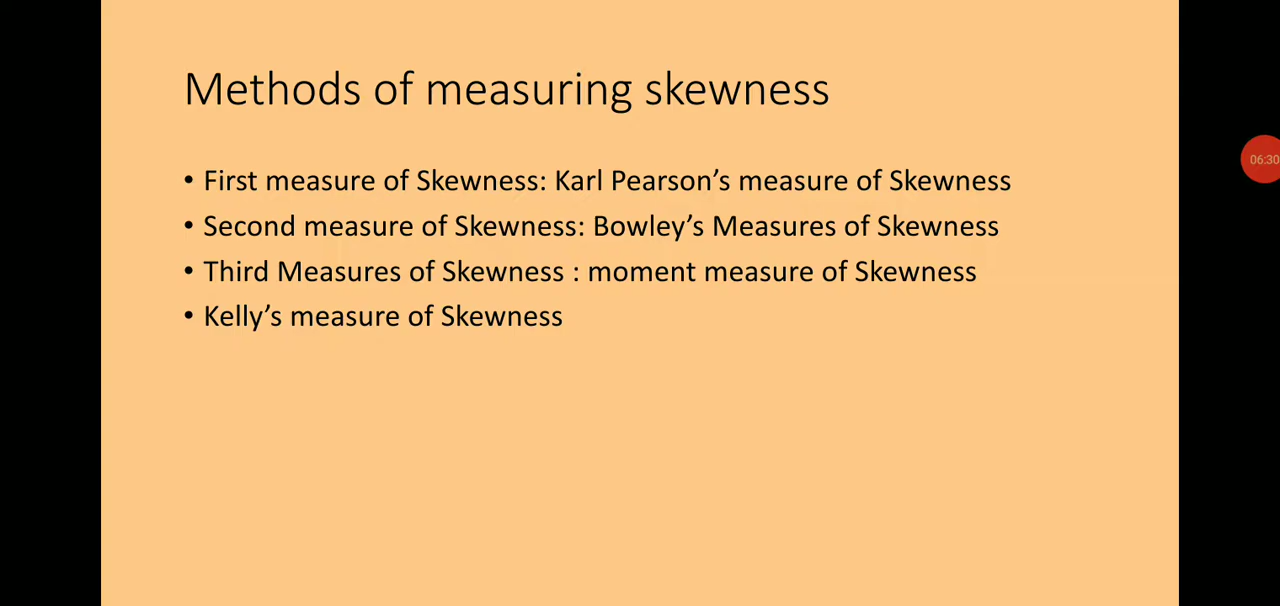 Methods of measuring skewness
• First measure of Skewness: Karl Pearson’s measure of Skewness
• Second measure of Skewness: Bowley’s Measures of Skewness
• Third Measures of Skewness : moment measure of Skewness
• Kelly’s measure of Skewness
06:30